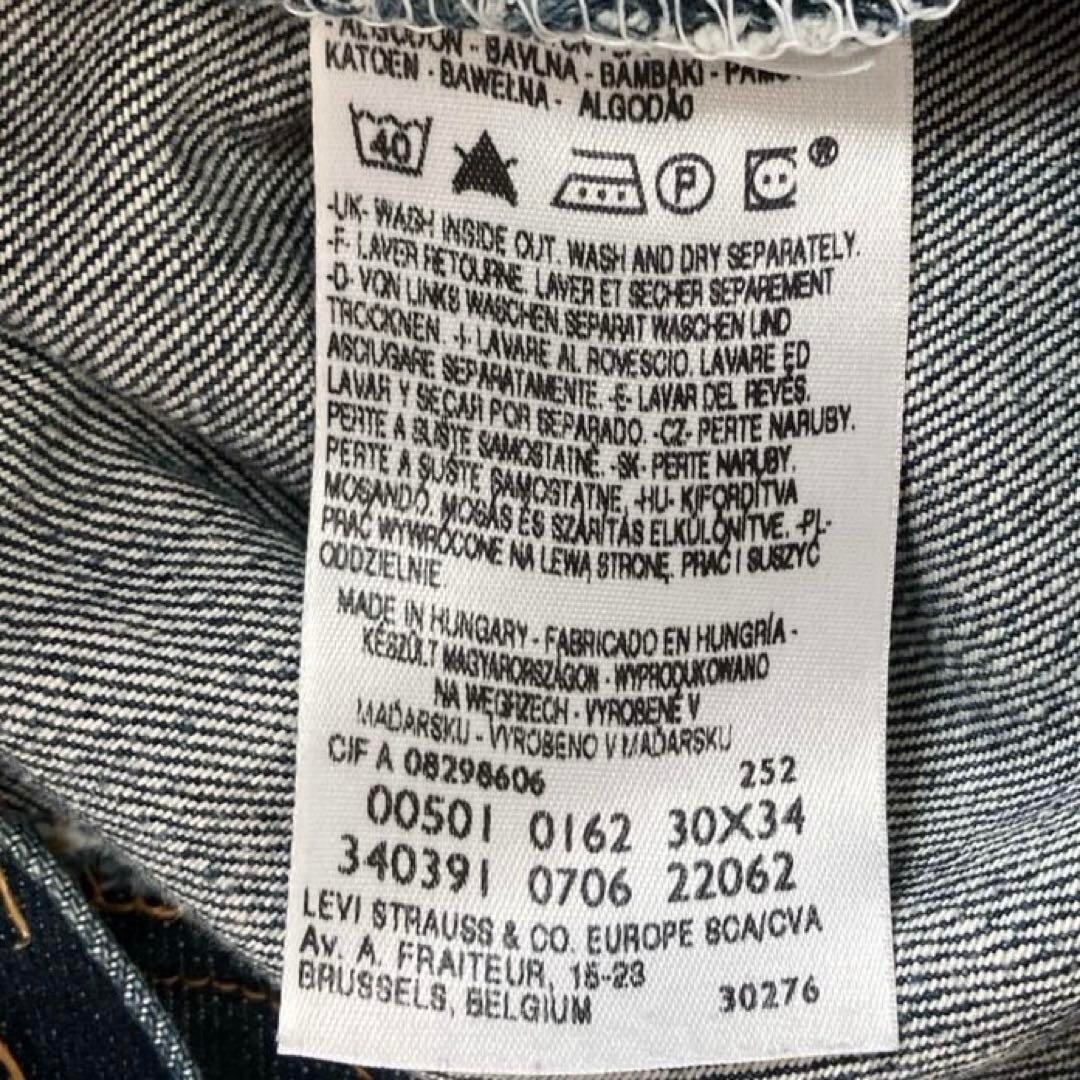 BAVLNA - BAMBAKI -
KATOEN - BAWEŁNA - ALGODÃO
40 P ®
-UK- WASH INSIDE OUT. WASH AND DRY SEPARATELY.
-F- LAVER RETOURNE. LAVER ET SECHER SEPAREMENT
-D- VON LINKS WASCHEN. SEPARAT WASCHEN UND
TROCKNEN. -I- LAVARE AL ROVESCIO. LAVARE ED
ASCIUGARE SEPARATAMENTE. -E- LAVAR DEL REVÉS.
LAVAR Y SECAR POR SEPARADO. -CZ- PERTE NARUBY.
PERTE A SUŠTE SAMOSTATNĚ. -SK- PERTE NARUBY.
PERTE A SUŠTE SAMOSTATNE. -HU- KIFORDÍTVA
MOSANDÓ. MOSÁS ÉS SZÁRÍTÁS ELKÜLÖNÍTVE. -PL-
PRAĆ WYWRÓCONE NA LEWĄ STRONĘ. PRAĆ I SUSZYĆ
ODDZIELNIE
MADE IN HUNGARY - FABRICADO EN HUNGRÍA -
KÉSZÜLT MAGYARORSZÁGON - WYPRODUKOWANO
NA WĘGRZECH - VYROBENÉ V
MAĎARSKU - VYROBENO V MAĎARSKU
CIF A 08298606 252
00501 0162 30X34
340391 0706 22062
LEVI STRAUSS & CO. EUROPE SCA/CVA
AV. A. FRAITEUR, 15-23
BRUSSELS, BELGIUM 30276